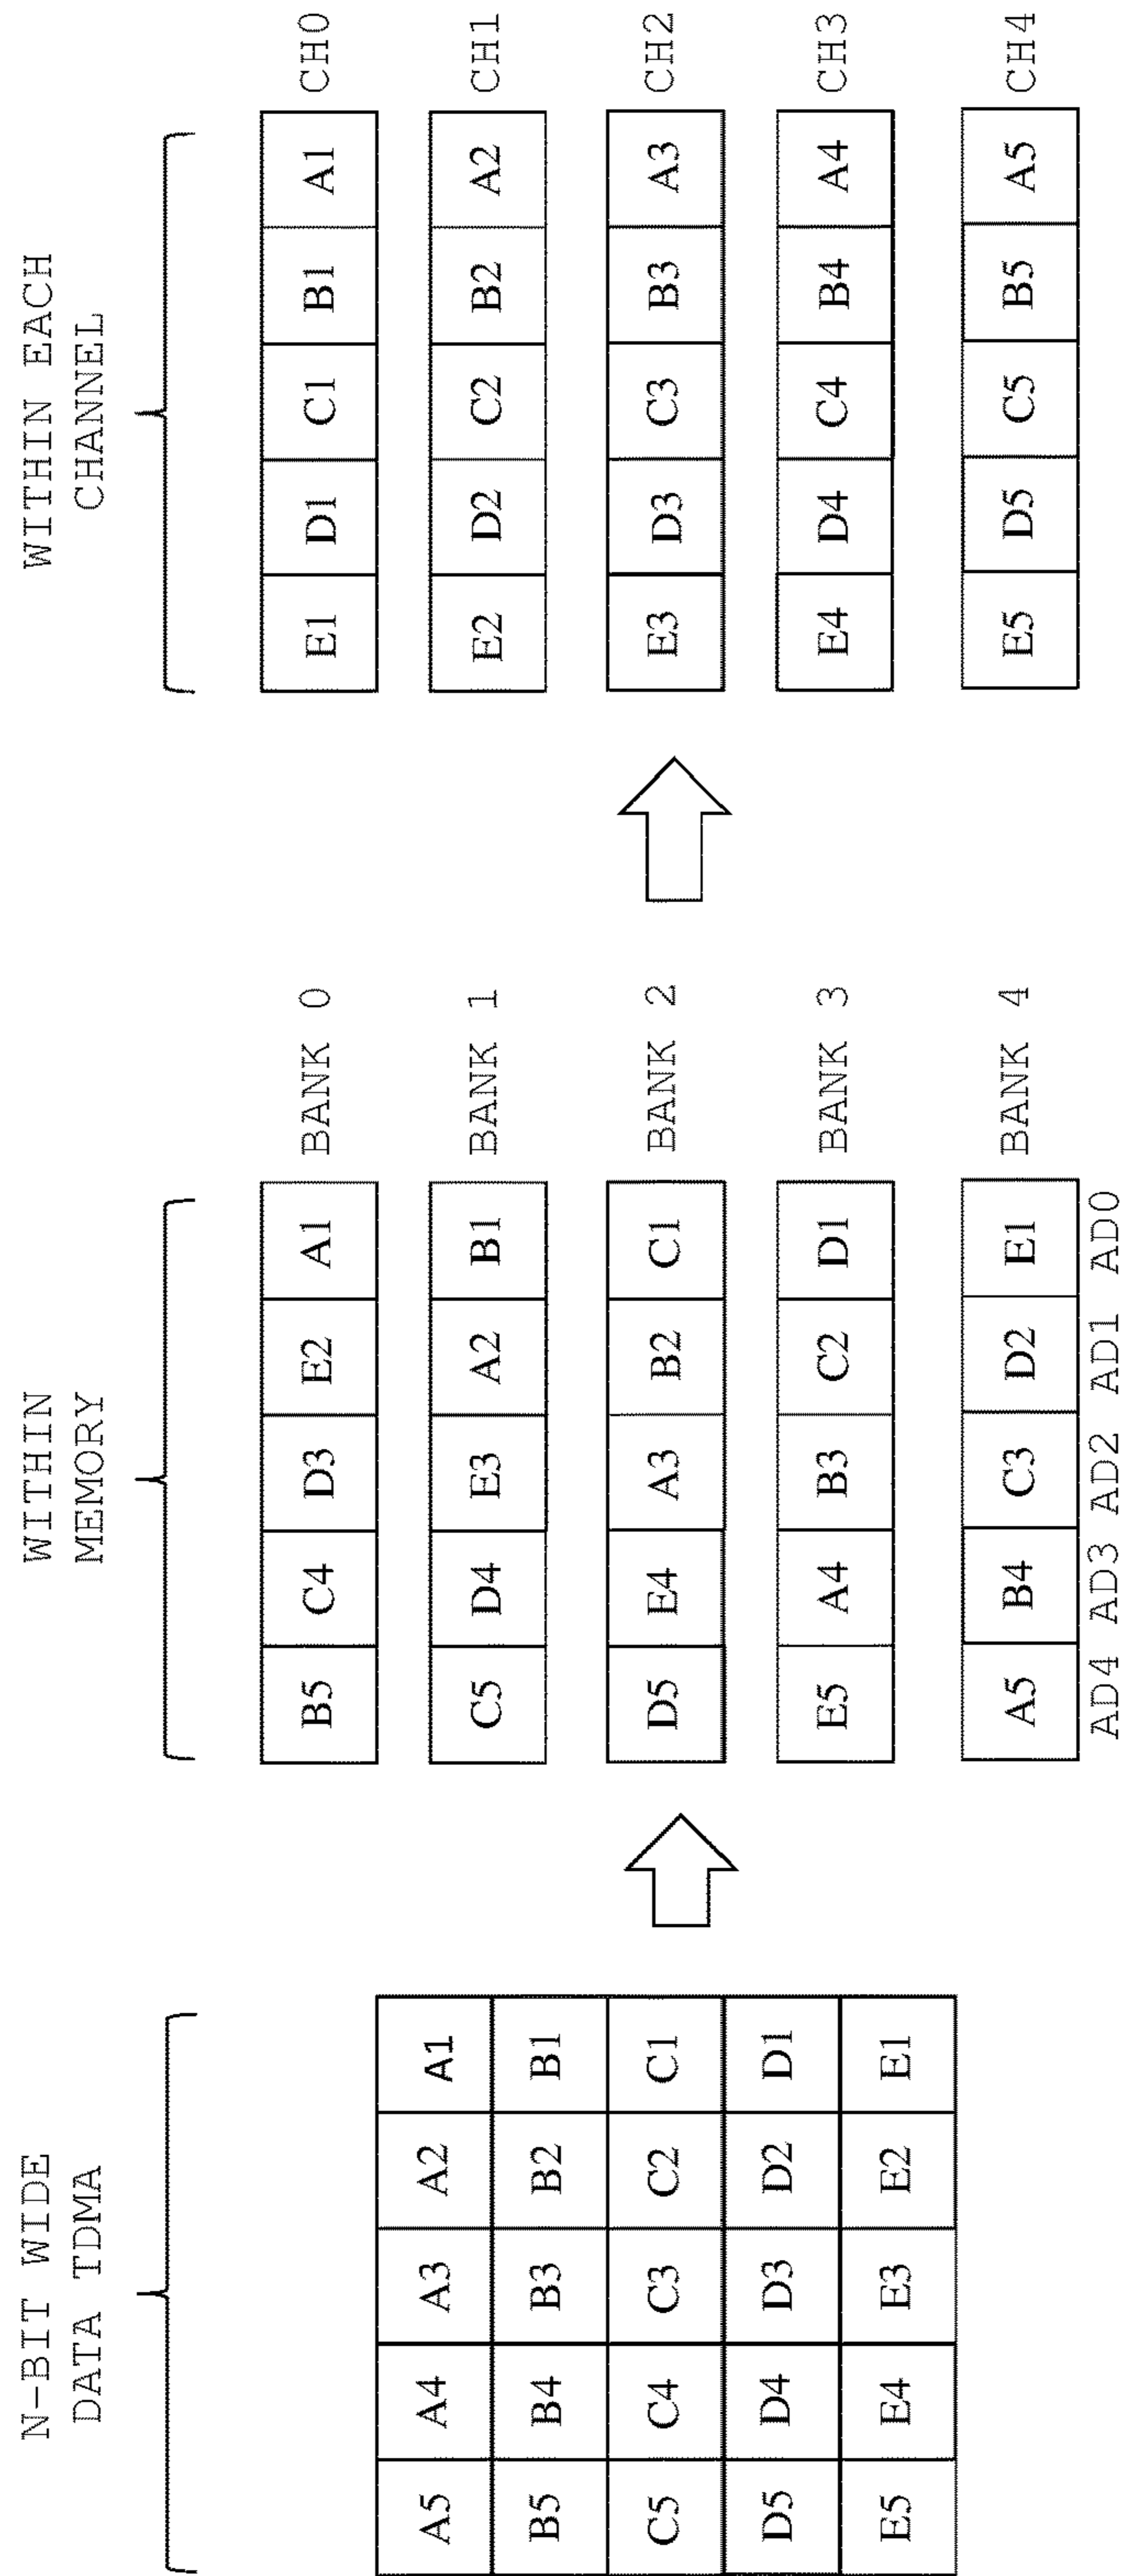 N-BIT WIDE
DATA TDMA
A5 A4 A3 A2 A1
B5 B4 B3 B2 B1
C5 C4 C3 C2 C1
D5 D4 D3 D2 D1
E5 E4 E3 E2 E1
WITHIN
MEMORY
B5 C4 D3 E2 A1 BANK 0
C5 D4 E3 A2 B1 BANK 1
D5 E4 A3 B2 C1 BANK 2
E5 A4 B3 C2 D1 BANK 3
A5 B4 C3 D2 E1 BANK 4
AD4 AD3 AD2 AD1 AD0
WITHIN EACH
CHANNEL
E1 D1 C1 B1 A1 CH0
E2 D2 C2 B2 A2 CH1
E3 D3 C3 B3 A3 CH2
E4 D4 C4 B4 A4 CH3
E5 D5 C5 B5 A5 CH4